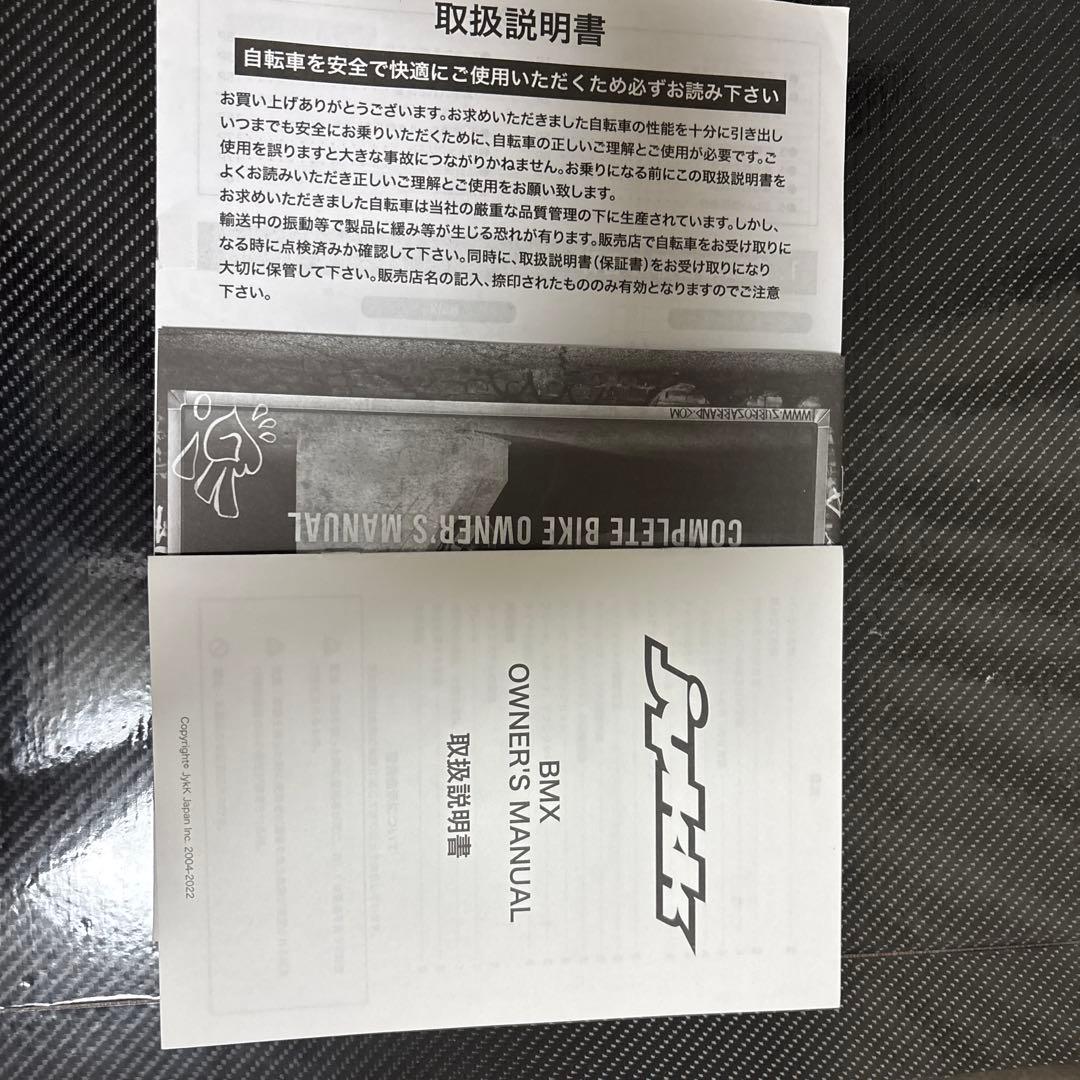 取扱説明書
自転車を安全で快適にご使用いただくため必ずお読み下さい
お買い上げありがとうございます。お求めいただきました自転車の性能を十分に引き出し
いつまでも安全にお乗りいただくために、自転車の正しいご理解とご使用が必要です。ご
使用を誤りますと大きな事故につながりかねません。お乗りになる前にこの取扱説明書を
よくお読みいただき正しいご理解とご使用をお願い致します。
お求めいただきました自転車は当社の厳重な品質管理の下に生産されています。しかし、
輸送中の振動等で製品に緩み等が生じる恐れが有ります。販売店で自転車をお受け取りに
なる時に点検済みか確認して下さい。同時に、取扱説明書(保証書)をお受け取りになり
大切に保管して下さい。販売店名の記入、捺印されたもののみ有効となりますのでご注意
下さい。
COMPLETE BIKE OWNER'S MANUAL
Jykk
BMX
OWNER'S MANUAL
取扱説明書
Copyright© JykK Japan Inc. 2004-2022